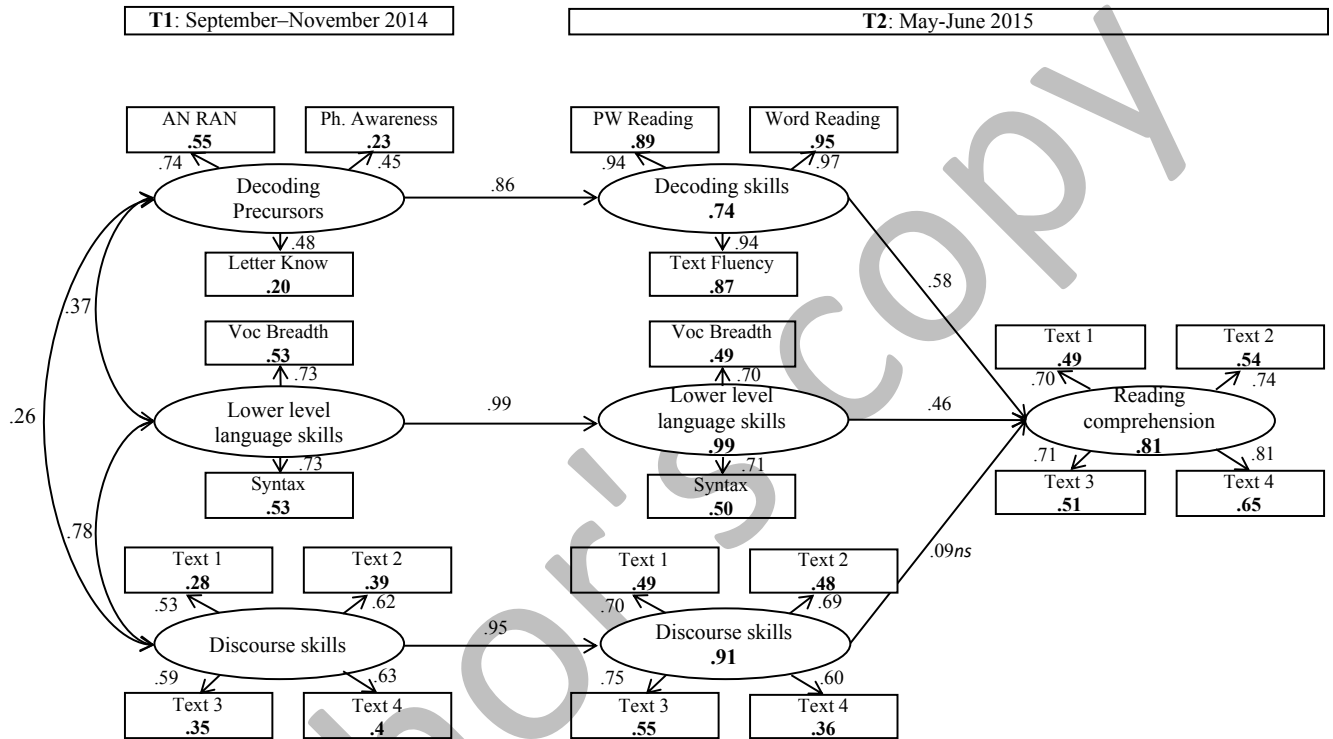 T1: September–November 2014
T2: May-June 2015
AN RAN
.55
Ph. Awareness
.23
PW Reading
.89
Word Reading
.95
.74
.45
.94
.97
Decoding
Precursors
.86
Decoding skills
.74
.48
.94
Letter Know
.20
Text Fluency
.87
.58
.37
Voc Breadth
.53
Voc Breadth
.49
Text 1
.49
Text 2
.54
.73
.70
.70
.74
.26
Lower level
language skills
.99
Lower level
language skills
.99
.46
Reading
comprehension
.81
.73
.71
.71
.81
Syntax
.53
Syntax
.50
Text 3
.51
Text 4
.65
.78
.09ns
Text 1
.28
Text 2
.39
Text 1
.49
Text 2
.48
.53
.62
.70
.69
Discourse skills
.95
Discourse skills
.91
.59
.63
.75
.60
Text 3
.35
Text 4
.4
Text 3
.55
Text 4
.36
hor's copy